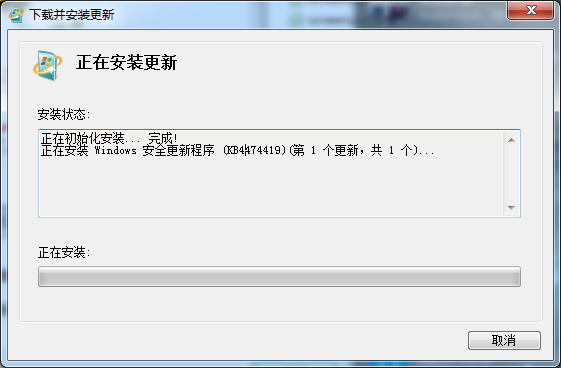 下载并安装更新
正在安装更新
安装状态:
正在初始化安装... 完成!
正在安装 Windows 安全更新程序 (KB4474419)(第 1 个更新，共 1 个)...
正在安装:
取消